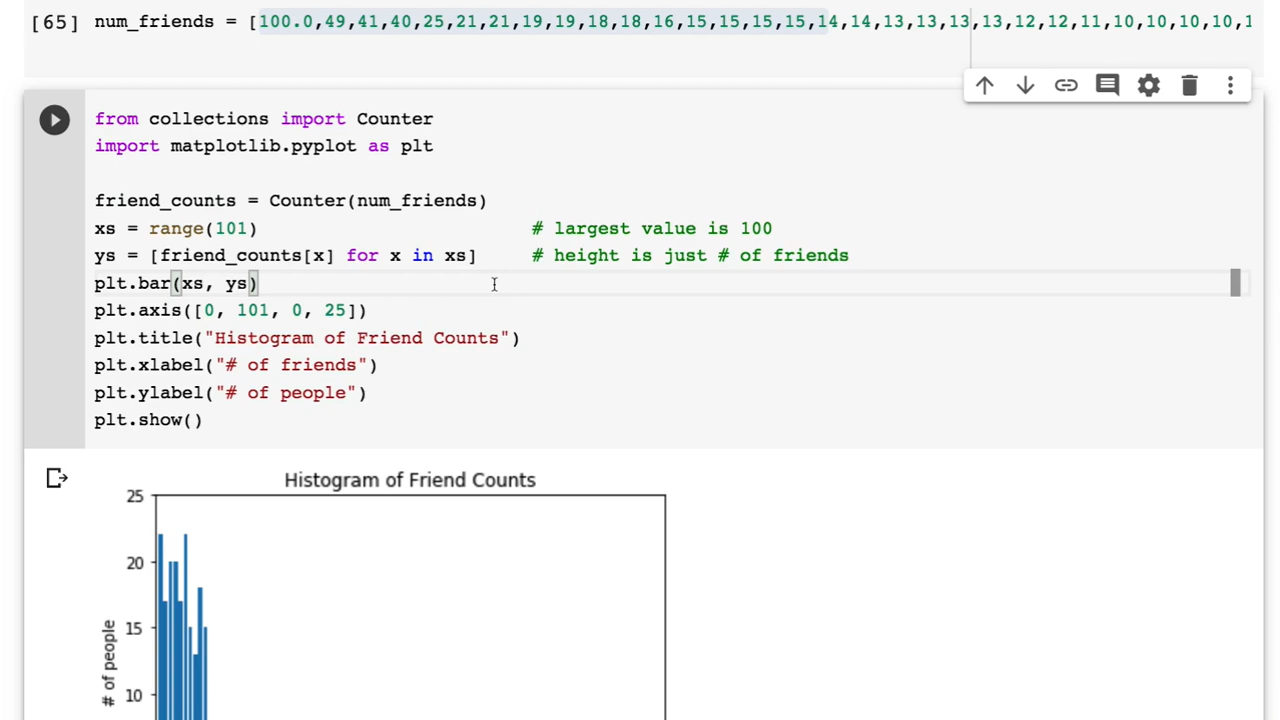 [65] num_friends = [100.0,49,41,40,25,21,21,19,19,18,18,16,15,15,15,15,14,14,13,13,13,13,12,12,11,10,10,10,10,1
from collections import Counter
import matplotlib.pyplot as plt
friend_counts = Counter(num_friends)
xs = range(101) # largest value is 100
ys = [friend_counts[x] for x in xs] # height is just # of friends
plt.bar(xs, ys)
plt.axis([0, 101, 0, 25])
plt.title("Histogram of Friend Counts")
plt.xlabel("# of friends")
plt.ylabel("# of people")
plt.show()
Histogram of Friend Counts
25
20
15
10
# of people